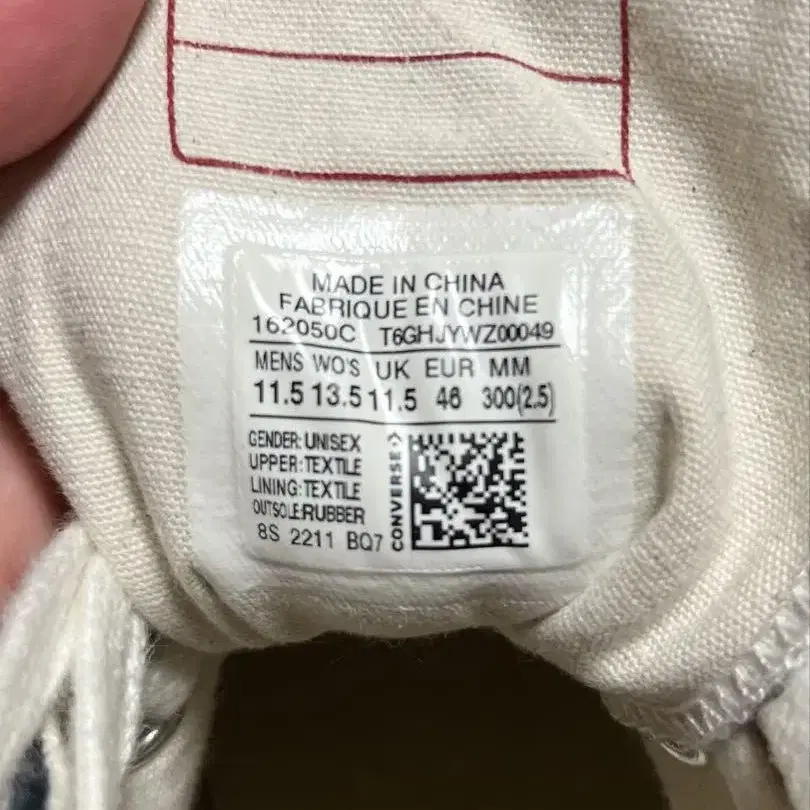 MADE IN CHINA
FABRIQUE EN CHINE
162050C T6GHJYWZ00049
MENS WO'S UK EUR MM
11.5 13.5 11.5 46 300(2.5)
GENDER: UNISEX
UPPER: TEXTILE
LINING: TEXTILE
OUTSOLE:RUBBER
8S 2211 BQ7
CONVERSE